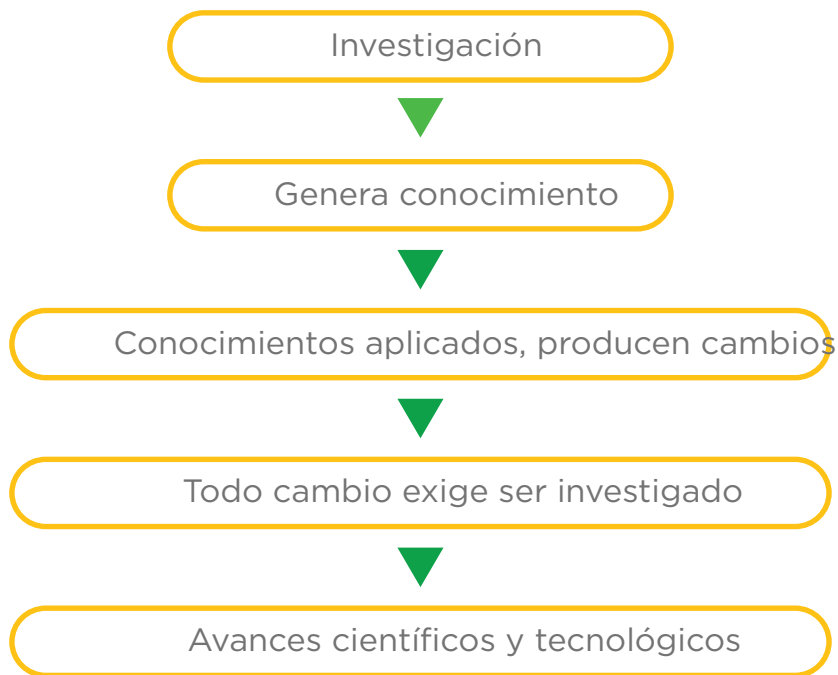 Investigación
Genera conocimiento
Conocimientos aplicados, producen cambios
Todo cambio exige ser investigado
Avances científicos y tecnológicos